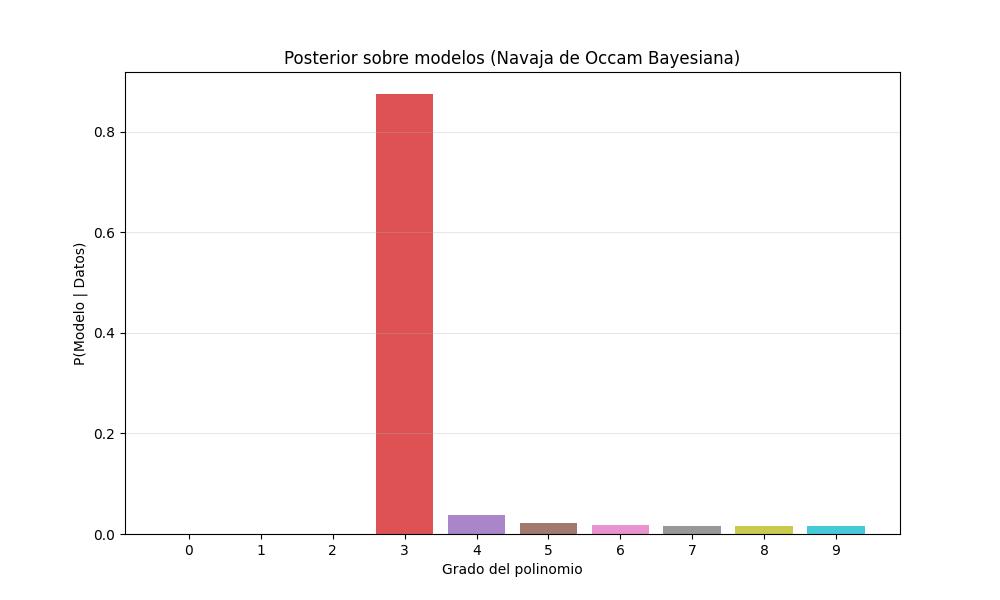 Posterior sobre modelos (Navaja de Occam Bayesiana)
P(Modelo | Datos)
0.8
0.6
0.4
0.2
0.0
0 1 2 3 4 5 6 7 8 9
Grado del polinomio